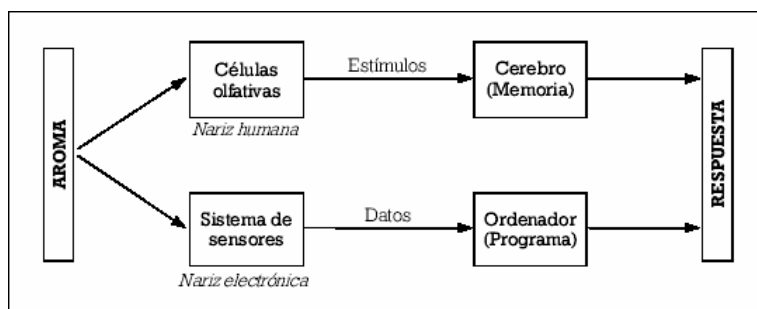 AROMA
Células
olfativas
Nariz humana
Estímulos
Cerebro
(Memoria)
Sistema de
sensores
Nariz electrónica
Datos
Ordenador
(Programa)
RESPUESTA